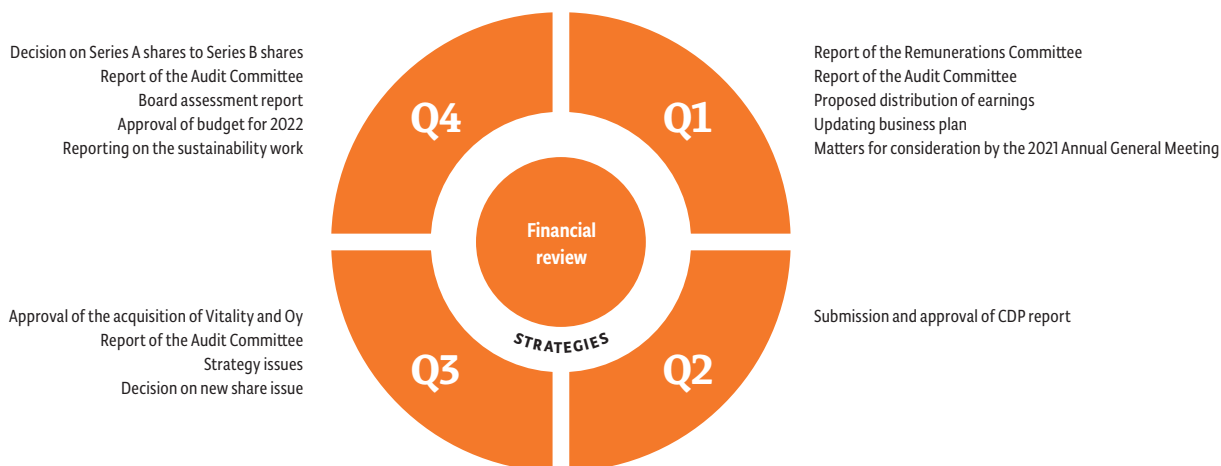 Decision on Series A shares to Series B shares
Report of the Audit Committee
Board assessment report
Approval of budget for 2022
Reporting on the sustainability work
Q4
Q1
Report of the Remunerations Committee
Report of the Audit Committee
Proposed distribution of earnings
Updating business plan
Matters for consideration by the 2021 Annual General Meeting
Financial
review
STRATEGIES
Approval of the acquisition of Vitality and Oy
Report of the Audit Committee
Strategy issues
Decision on new share issue
Q3
Q2
Submission and approval of CDP report